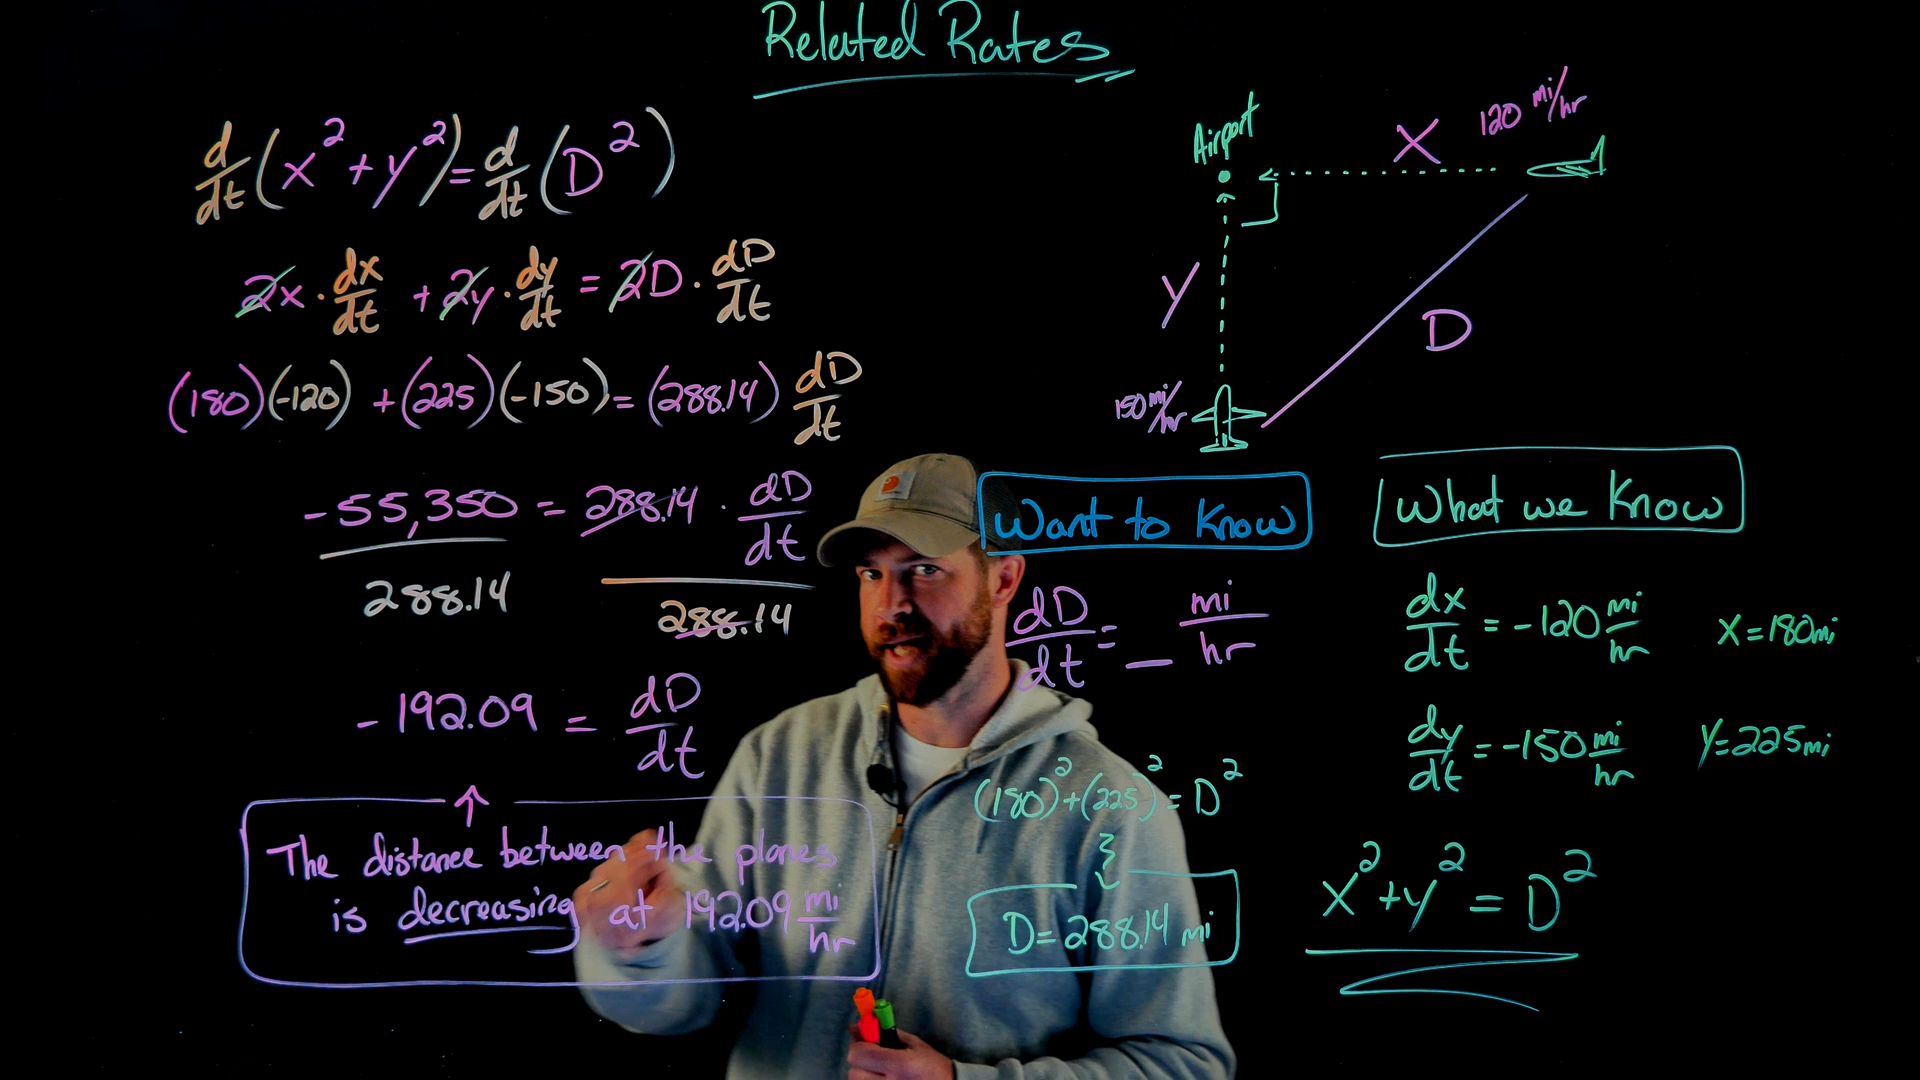 Related Rates
d/dt (x² + y²) = d/dt (D²)
2x · dx/dt + 2y · dy/dt = 2D · dD/dt
(180)(-120) + (225)(-150) = (288.14) dD/dt
-55,350 = 288.14 · dD/dt
288.14 288.14
-192.09 = dD/dt
↑
The distance between the planes
is decreasing at 192.09 mi/hr
Airport
X 120 mi/hr
y
D
150 mi/hr
Want to Know
dD/dt = _ mi/hr
(180)² + (225)² = D²
D = 288.14 mi
What we Know
dx/dt = -120 mi/hr X = 180mi
dy/dt = -150 mi/hr Y = 225mi
X² + y² = D²